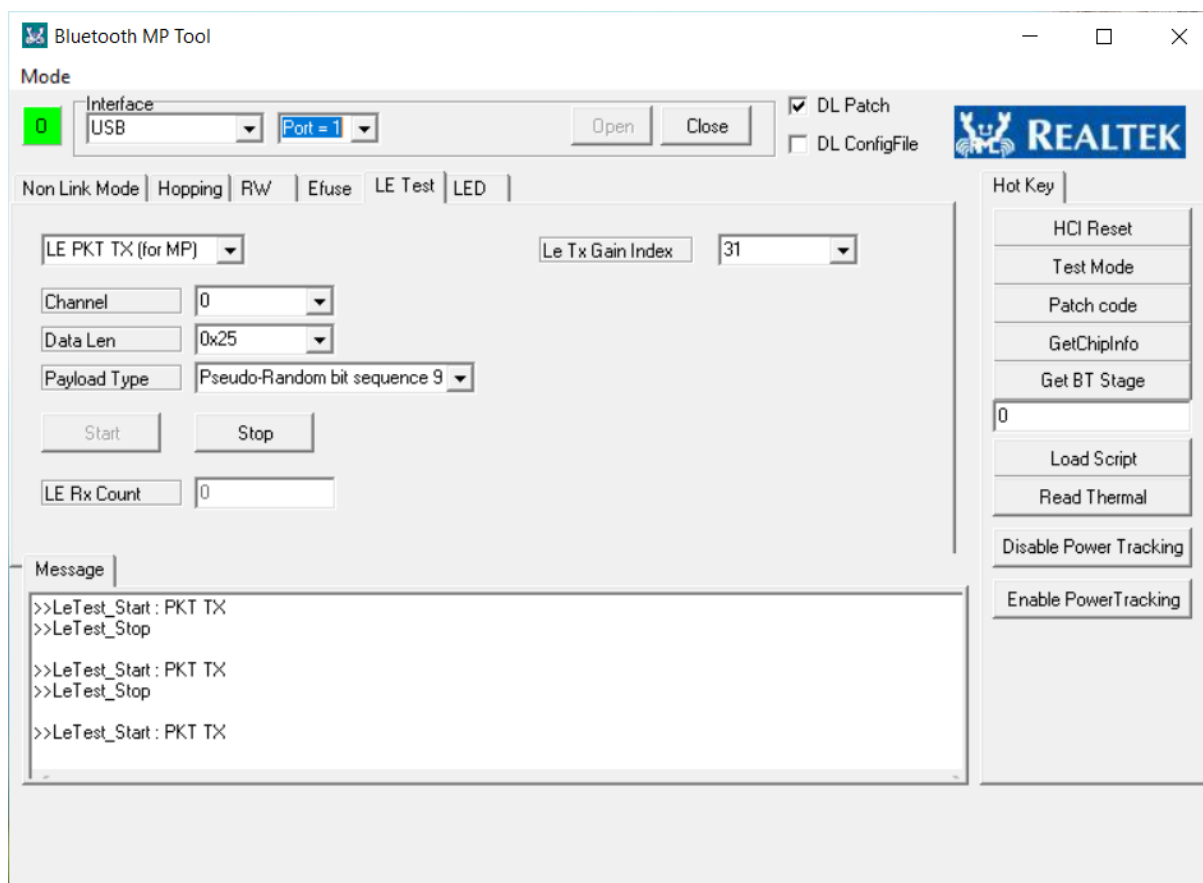 Bluetooth MP Tool
Mode
0
Interface
USB
Port = 1
Open
Close
DL Patch
DL ConfigFile
REALTEK
Non Link Mode
Hopping
RW
Efuse
LE Test
LED
Hot Key
LE PKT TX (for MP)
Le Tx Gain Index
31
Channel
0
Data Len
0x25
Payload Type
Pseudo-Random bit sequence 9
Start
Stop
LE Rx Count
0
HCI Reset
Test Mode
Patch code
GetChipInfo
Get BT Stage
0
Load Script
Read Thermal
Disable Power Tracking
Enable PowerTracking
Message
>>LeTest_Start : PKT TX
>>LeTest_Stop
>>LeTest_Start : PKT TX
>>LeTest_Stop
>>LeTest_Start : PKT TX